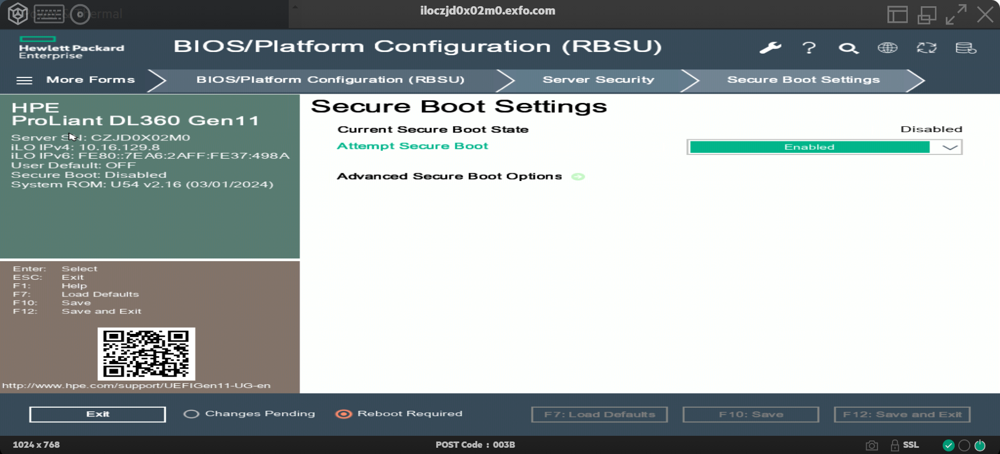 Power & Thermal
iloczjd0x02m0.exfo.com
Hewlett Packard
Enterprise
BIOS/Platform Configuration (RBSU)
More Forms
BIOS/Platform Configuration (RBSU)
Server Security
Secure Boot Settings
HPE
ProLiant DL360 Gen11
Server SN: CZJD0X02M0
iLO IPv4: 10.16.129.8
iLO IPv6: FE80::7EA6:2AFF:FE37:498A
User Default: OFF
Secure Boot: Disabled
System ROM: U54 v2.16 (03/01/2024)
Secure Boot Settings
Current Secure Boot State Disabled
Attempt Secure Boot Enabled
Advanced Secure Boot Options
Enter: Select
ESC: Exit
F1: Help
F7: Load Defaults
F10: Save
F12: Save and Exit
http://www.hpe.com/support/UEFIGen11-UG-en
Exit
Changes Pending
Reboot Required
F7: Load Defaults
F10: Save
F12: Save and Exit
1024 x 768
POST Code : 003B
SSL